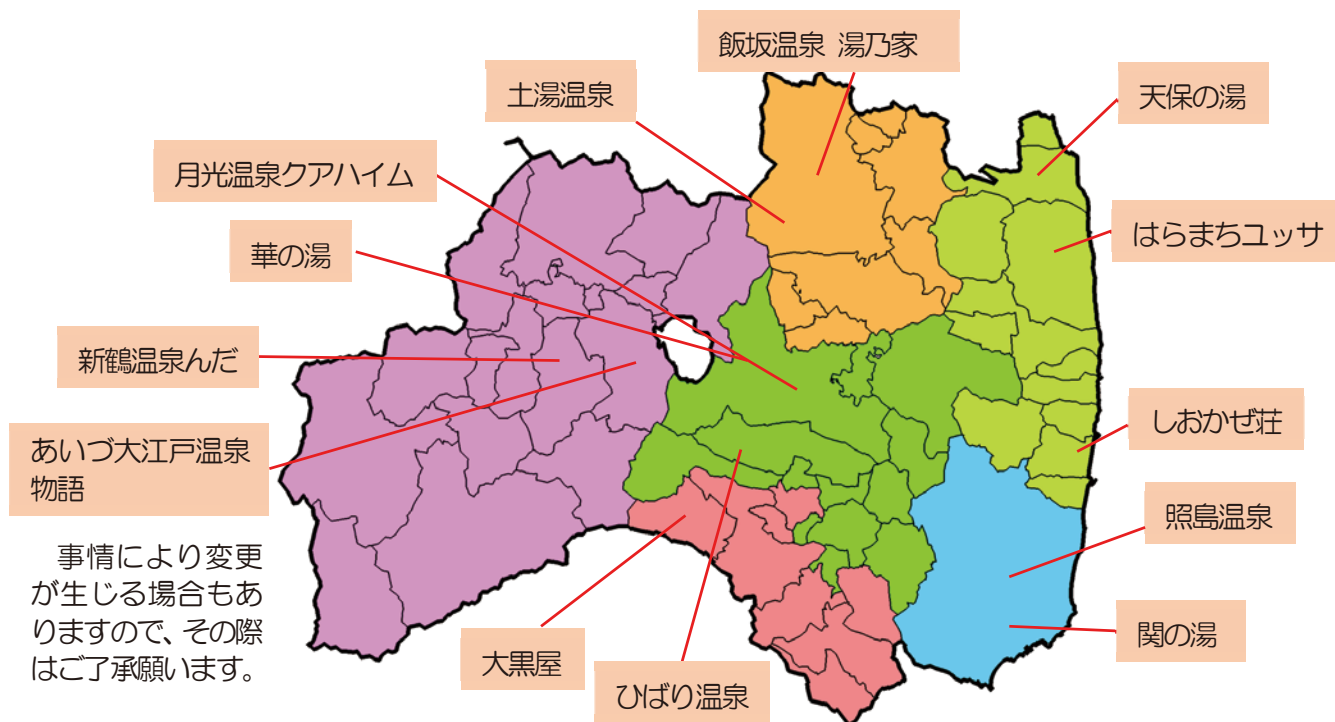 飯坂温泉 湯乃家
土湯温泉
天保の湯
月光温泉クアハイム
華の湯
はらまちユッサ
新鶴温泉んだ
あいづ大江戸温泉
物語
しおかぜ荘
照島温泉
事情により変更
が生じる場合もあ
りますので、その際
はご了承願います。
大黒屋
ひばり温泉
関の湯